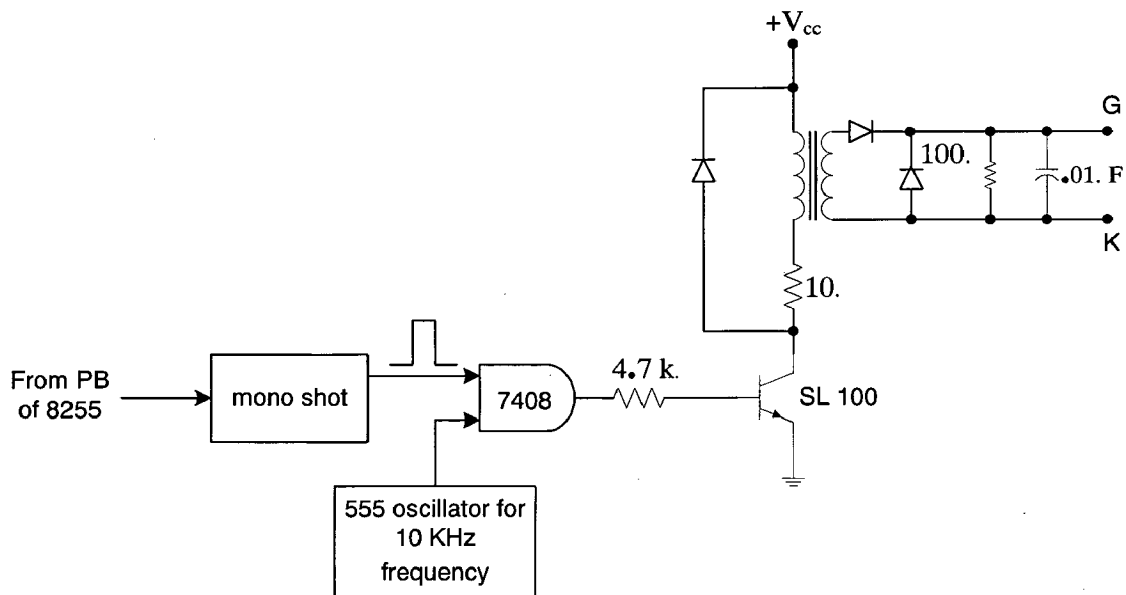 +Vcc
G
100.
.01. F
K
10.
From PB
of 8255
mono shot
7408
4.7 k.
SL 100
555 oscillator for
10 KHz
frequency